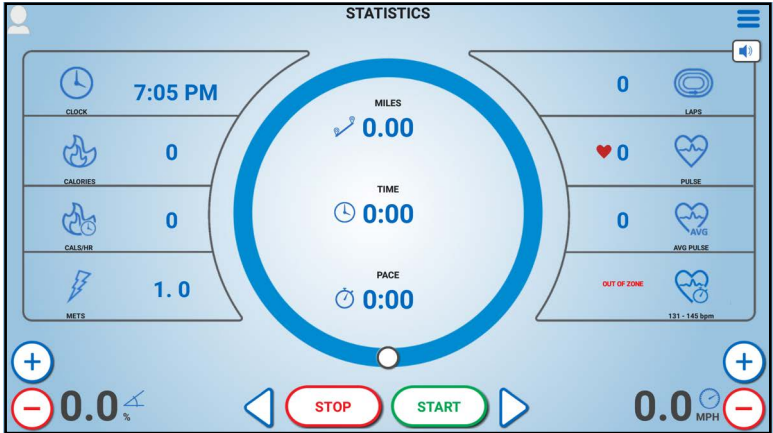 STATISTICS
7:05 PM
CLOCK
0
CALORIES
0
CALS/HR
1. 0
METS
MILES
0.00
TIME
0:00
PACE
0:00
0
LAPS
0
PULSE
0
AVG
AVG PULSE
OUT OF ZONE
131 - 145 bpm
0.0 %
STOP
START
0.0 MPH